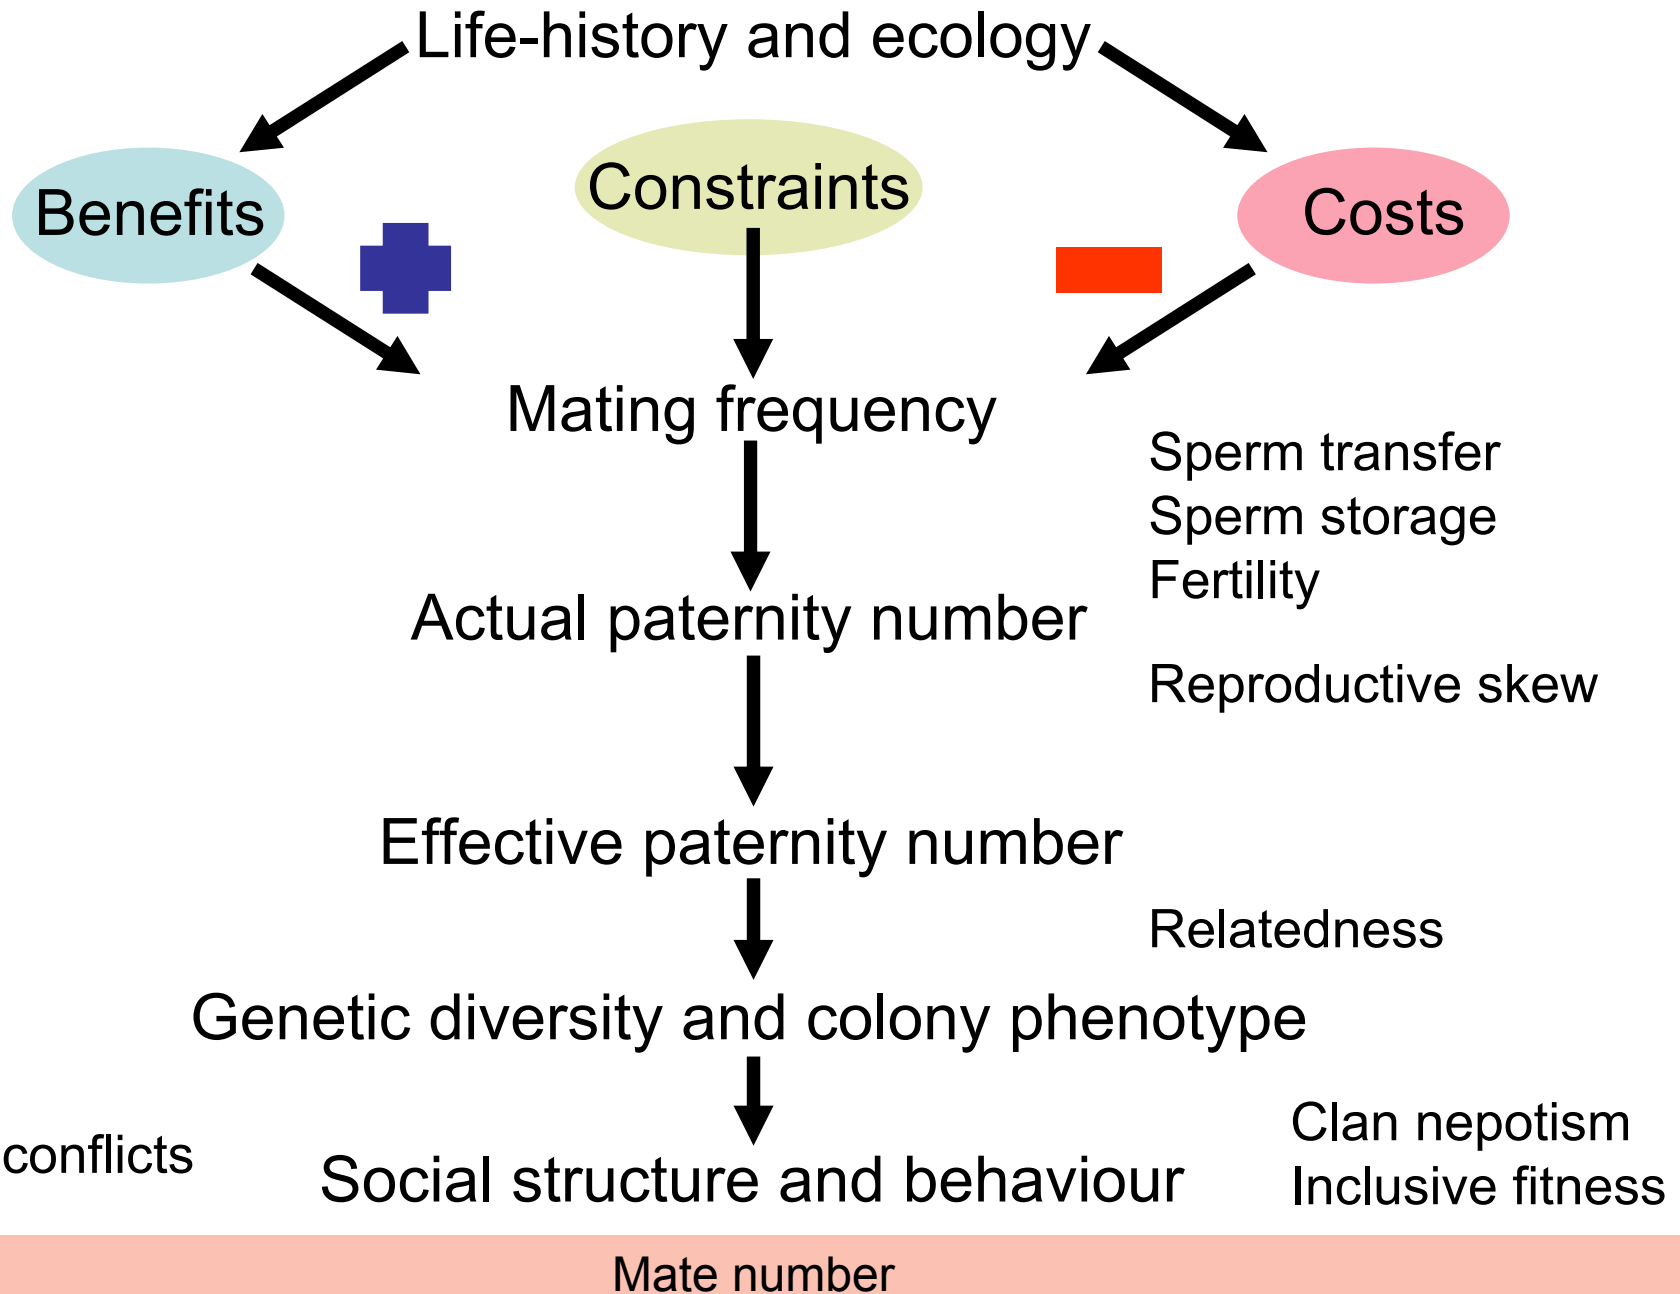 Life-history and ecology
Benefits
Constraints
Costs
Mating frequency
Sperm transfer
Sperm storage
Fertility
Actual paternity number
Reproductive skew
Effective paternity number
Relatedness
Genetic diversity and colony phenotype
conflicts
Social structure and behaviour
Clan nepotism
Inclusive fitness
Mate number